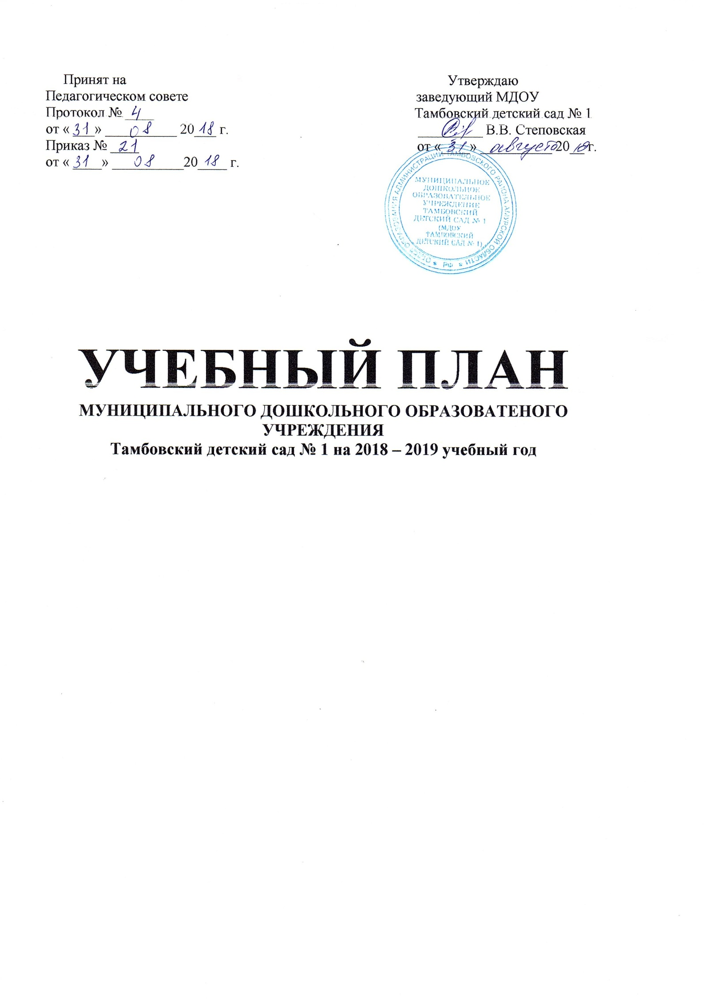 Принят на
Педагогическом совете
Протокол № 4
от « 31 » 08 20 18 г.
Приказ № 21
от « 31 » 08 20 18 г.
Утверждаю
заведующий МДОУ
Тамбовский детский сад № 1
В.В. Степовская
от « 31 » августа 20 18 г.
ОТДЕЛ ОБРАЗОВАНИЯ АДМИНИСТРАЦИИ ТАМБОВСКОГО РАЙОНА АМУРСКОЙ ОБЛАСТИ ★ РФ ★
МУНИЦИПАЛЬНОЕ
ДОШКОЛЬНОЕ
ОБРАЗОВАТЕЛЬНОЕ
УЧРЕЖДЕНИЕ
ТАМБОВСКИЙ
ДЕТСКИЙ САД № 1
(МДОУ
ТАМБОВСКИЙ
ДЕТСКИЙ САД № 1)
УЧЕБНЫЙ ПЛАН
МУНИЦИПАЛЬНОГО ДОШКОЛЬНОГО ОБРАЗОВАТЕНОГО
УЧРЕЖДЕНИЯ
Тамбовский детский сад № 1 на 2018 – 2019 учебный год